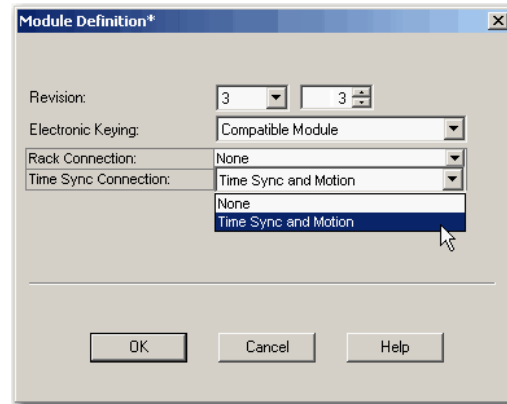 Module Definition*
Revision: 3 3
Electronic Keying: Compatible Module
Rack Connection: None
Time Sync Connection: Time Sync and Motion
None
Time Sync and Motion
OK Cancel Help